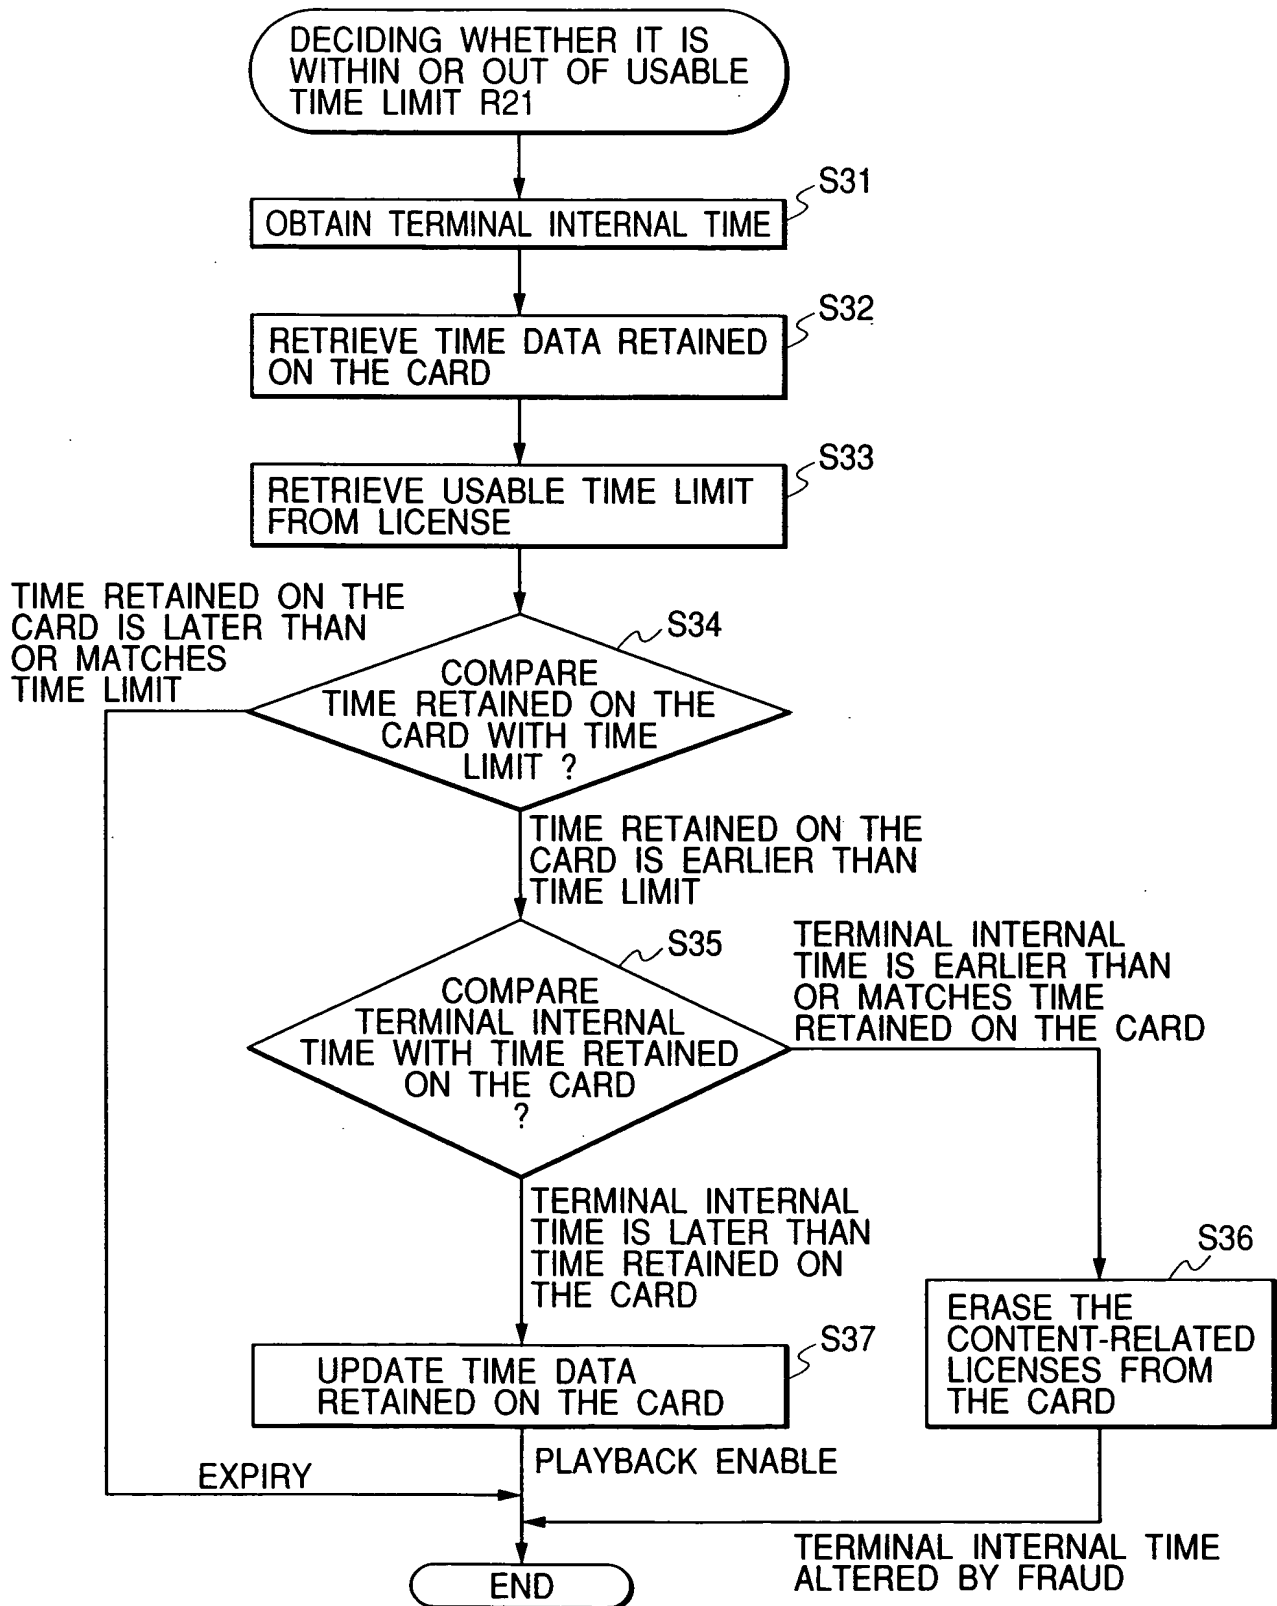 DECIDING WHETHER IT IS
WITHIN OR OUT OF USABLE
TIME LIMIT R21
S31
OBTAIN TERMINAL INTERNAL TIME
S32
RETRIEVE TIME DATA RETAINED
ON THE CARD
S33
RETRIEVE USABLE TIME LIMIT
FROM LICENSE
TIME RETAINED ON THE
CARD IS LATER THAN
OR MATCHES
TIME LIMIT
S34
COMPARE
TIME RETAINED ON THE
CARD WITH TIME
LIMIT ?
TIME RETAINED ON THE
CARD IS EARLIER THAN
TIME LIMIT
S35
COMPARE
TERMINAL INTERNAL
TIME WITH TIME RETAINED
ON THE CARD
?
TERMINAL INTERNAL
TIME IS EARLIER THAN
OR MATCHES TIME
RETAINED ON THE CARD
TERMINAL INTERNAL
TIME IS LATER THAN
TIME RETAINED ON
THE CARD
S36
ERASE THE
CONTENT-RELATED
LICENSES FROM
THE CARD
S37
UPDATE TIME DATA
RETAINED ON THE CARD
PLAYBACK ENABLE
EXPIRY
TERMINAL INTERNAL TIME
ALTERED BY FRAUD
END